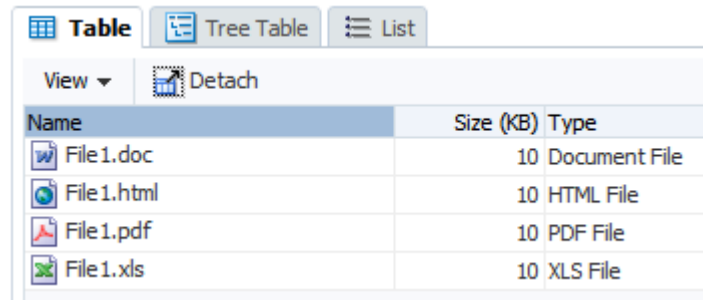 Table Tree Table List
View Detach
Name Size (KB) Type
File1.doc 10 Document File
File1.html 10 HTML File
File1.pdf 10 PDF File
File1.xls 10 XLS File